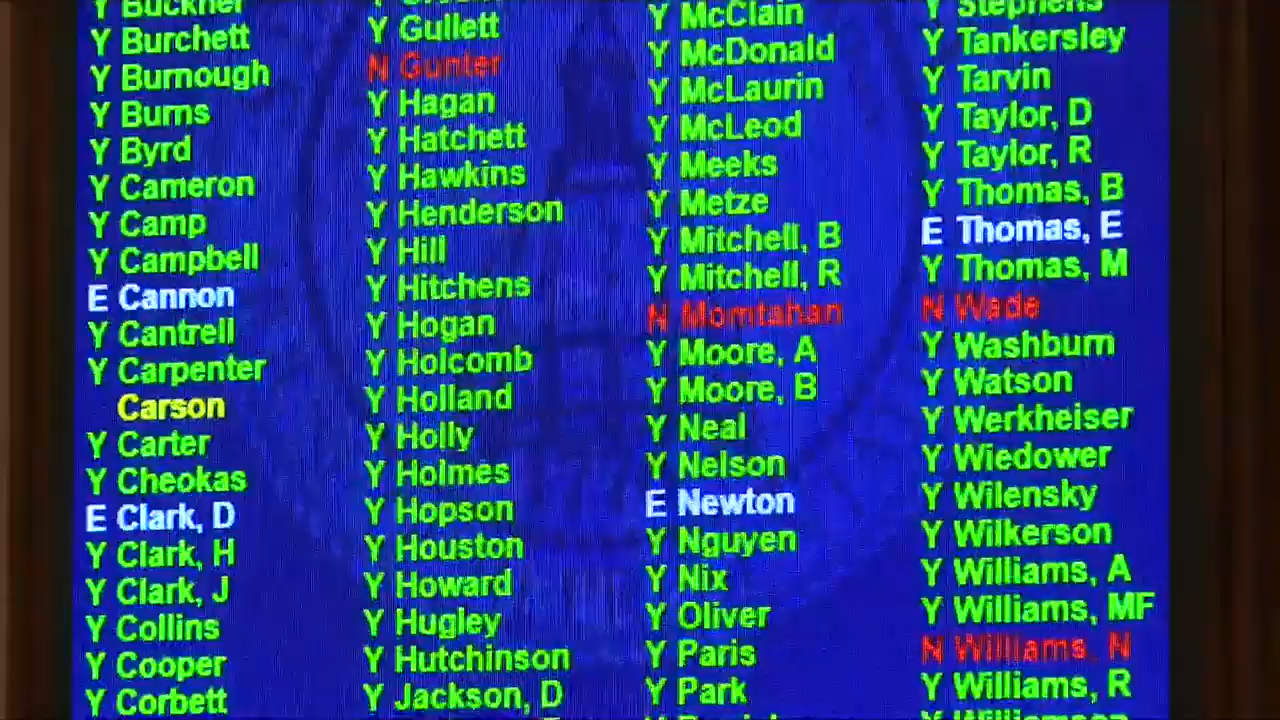 Y Buckner
Y Burchett
Y Burnough
Y Burns
Y Byrd
Y Cameron
Y Camp
Y Campbell
E Cannon
Y Cantrell
Y Carpenter
Carson
Y Carter
Y Cheokas
E Clark, D
Y Clark, H
Y Clark, J
Y Collins
Y Cooper
Y Corbett
Y Gullett
N Gunter
Y Hagan
Y Hatchett
Y Hawkins
Y Henderson
Y Hill
Y Hitchens
Y Hogan
Y Holcomb
Y Holland
Y Holly
Y Holmes
Y Hopson
Y Houston
Y Howard
Y Hugley
Y Hutchinson
Y Jackson, D
Y McClain
Y McDonald
Y McLaurin
Y McLeod
Y Meeks
Y Metze
Y Mitchell, B
Y Mitchell, R
N Momtahan
Y Moore, A
Y Moore, B
Y Neal
Y Nelson
E Newton
Y Nguyen
Y Nix
Y Oliver
Y Paris
Y Park
Y Stephens
Y Tankersley
Y Tarvin
Y Taylor, D
Y Taylor, R
Y Thomas, B
E Thomas, E
Y Thomas, M
N Wade
Y Washburn
Y Watson
Y Werkheiser
Y Wiedower
Y Wilensky
Y Wilkerson
Y Williams, A
Y Williams, MF
N Williams, N
Y Williams, R